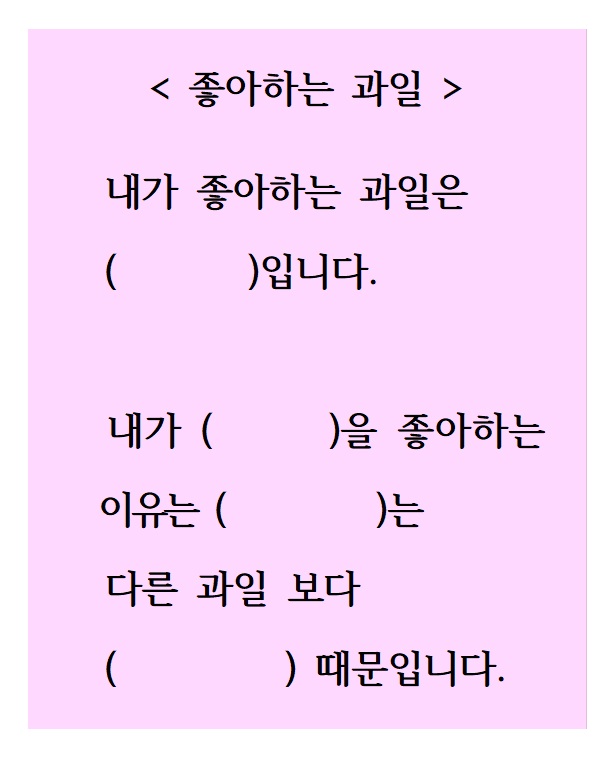 < 좋아하는 과일 >
내가 좋아하는 과일은
(          )입니다.
내가 (          )을 좋아하는
이유는 (            )는
다른 과일 보다
(              ) 때문입니다.